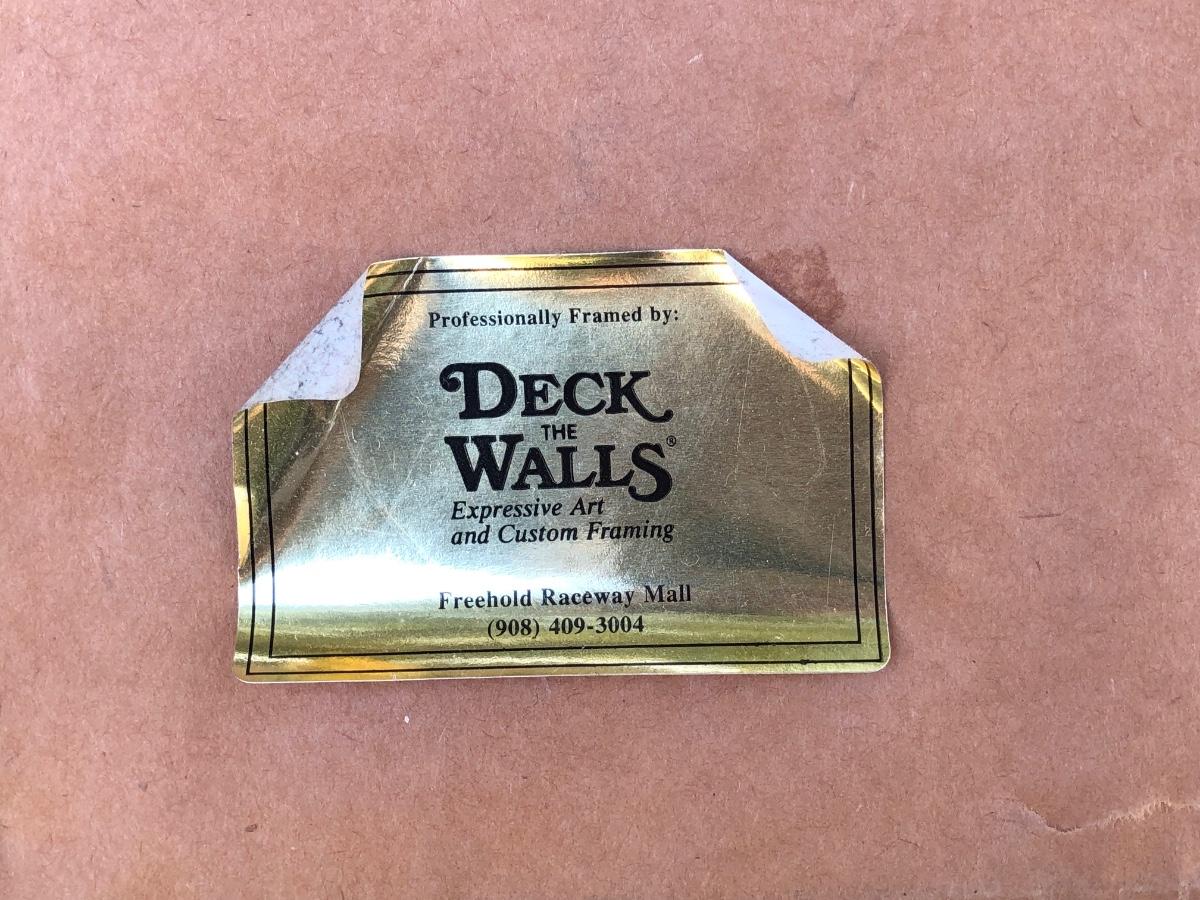 Professionally Framed by:
DECK
THE
WALLS®
Expressive Art
and Custom Framing
Freehold Raceway Mall
(908) 409-3004